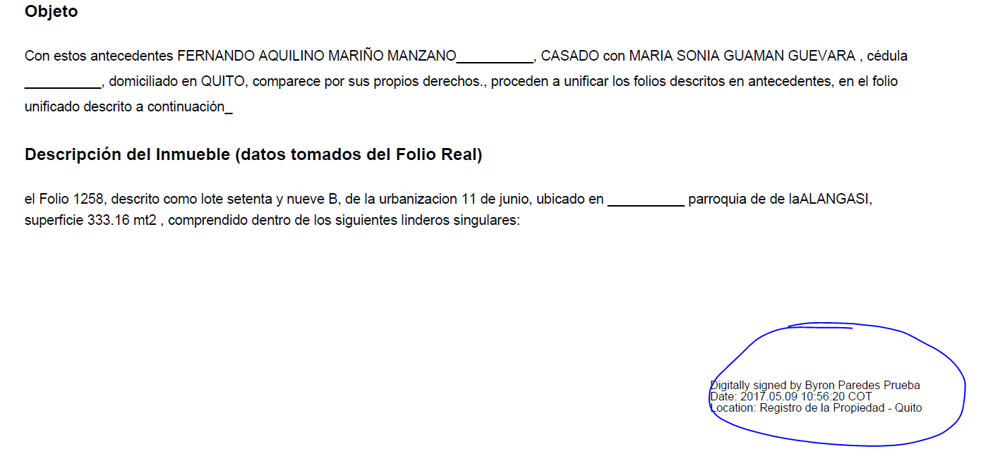 Objeto
Con estos antecedentes FERNANDO AQUILINO MARIÑO MANZANO__________, CASADO con MARIA SONIA GUAMAN GUEVARA , cédula
__________, domiciliado en QUITO, comparece por sus propios derechos., proceden a unificar los folios descritos en antecedentes, en el folio
unificado descrito a continuación_
Descripción del Inmueble (datos tomados del Folio Real)
el Folio 1258, descrito como lote setenta y nueve B, de la urbanizacion 11 de junio, ubicado en __________ parroquia de de laALANGASI,
superficie 333.16 mt2 , comprendido dentro de los siguientes linderos singulares:
Digitally signed by Byron Paredes Prueba
Date: 2017.05.09 10:56:20 COT
Location: Registro de la Propiedad - Quito